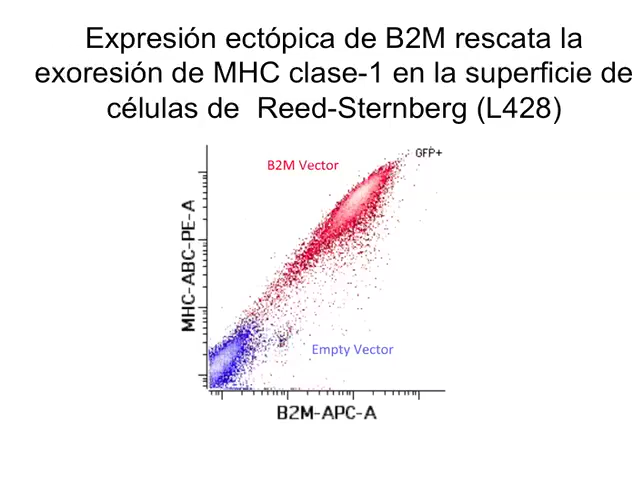 Expresión ectópica de B2M rescata la
exoresión de MHC clase-1 en la superficie de
células de  Reed-Sternberg (L428)
GFP+
B2M Vector
MHC-ABC-PE-A
Empty Vector
B2M-APC-A